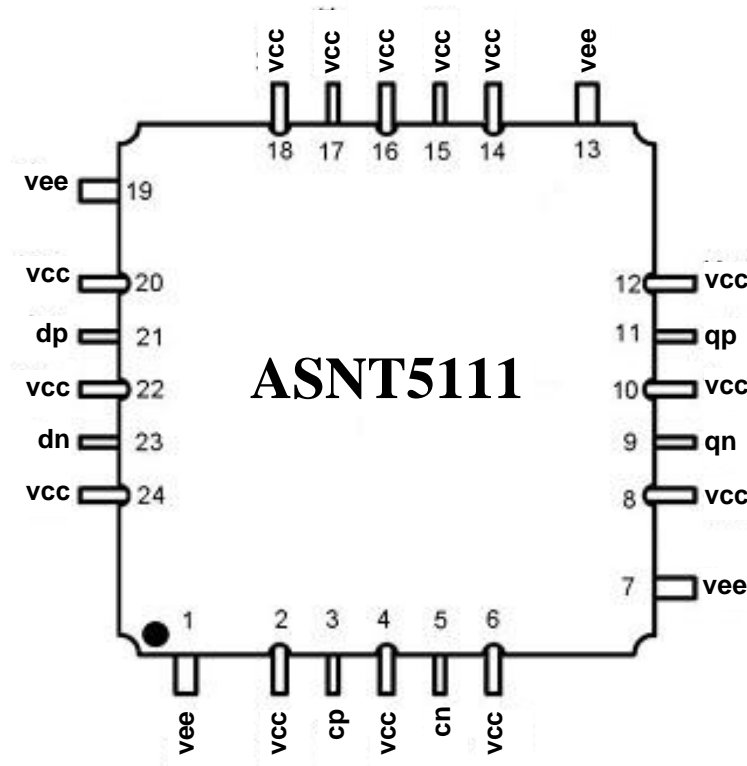 vcc vcc vcc vcc vcc vee
18 17 16 15 14 13
vee 19
vcc 20 12 vcc
dp 21 11 qp
vcc 22 ASNT5111 10 vcc
dn 23 9 qn
vcc 24 8 vcc
7 vee
1 2 3 4 5 6
vee vcc cp vcc cn vcc